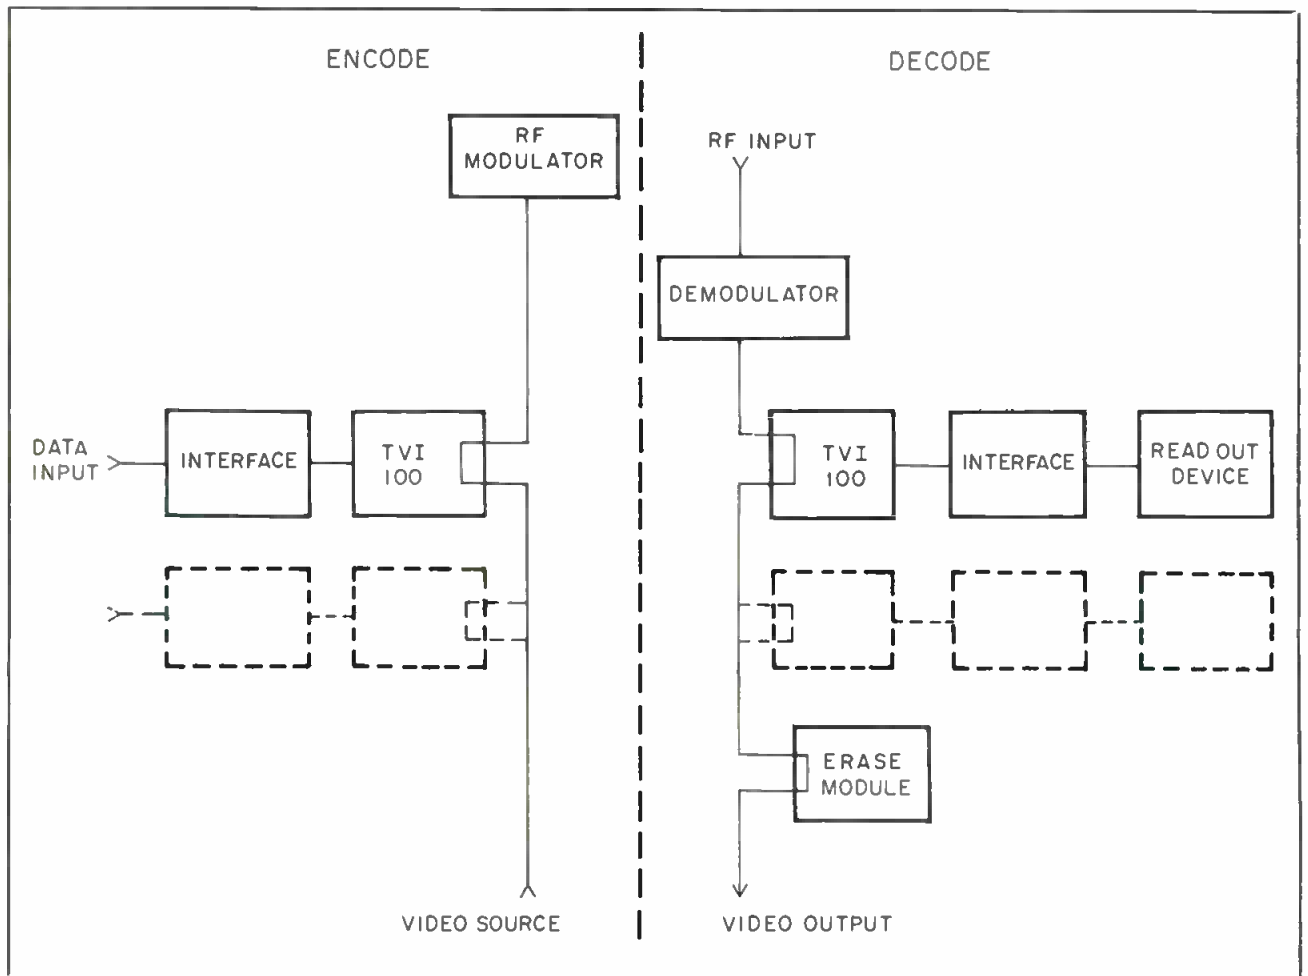 ENCODE
DECODE
RF
MODULATOR
RF INPUT
DEMODULATOR
DATA
INPUT
INTERFACE
TVI
100
TVI
100
INTERFACE
READ OUT
DEVICE
ERASE
MODULE
VIDEO SOURCE
VIDEO OUTPUT